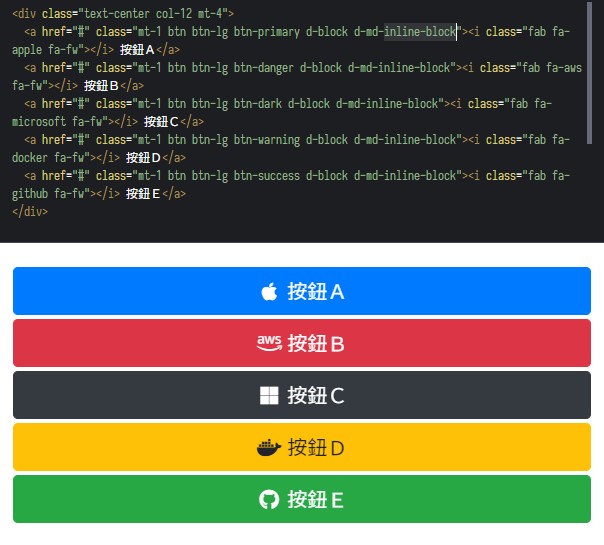 <div class="text-center col-12 mt-4">
<a href="#" class="mt-1 btn btn-lg btn-primary d-block d-md-inline-block"><i class="fab fa-
apple fa-fw"></i> 按鈕Ａ</a>
<a href="#" class="mt-1 btn btn-lg btn-danger d-block d-md-inline-block"><i class="fab fa-aws
fa-fw"></i> 按鈕Ｂ</a>
<a href="#" class="mt-1 btn btn-lg btn-dark d-block d-md-inline-block"><i class="fab fa-
microsoft fa-fw"></i> 按鈕Ｃ</a>
<a href="#" class="mt-1 btn btn-lg btn-warning d-block d-md-inline-block"><i class="fab fa-
docker fa-fw"></i> 按鈕Ｄ</a>
<a href="#" class="mt-1 btn btn-lg btn-success d-block d-md-inline-block"><i class="fab fa-
github fa-fw"></i> 按鈕Ｅ</a>
</div>
按鈕Ａ
aws 按鈕Ｂ
按鈕Ｃ
按鈕Ｄ
按鈕Ｅ